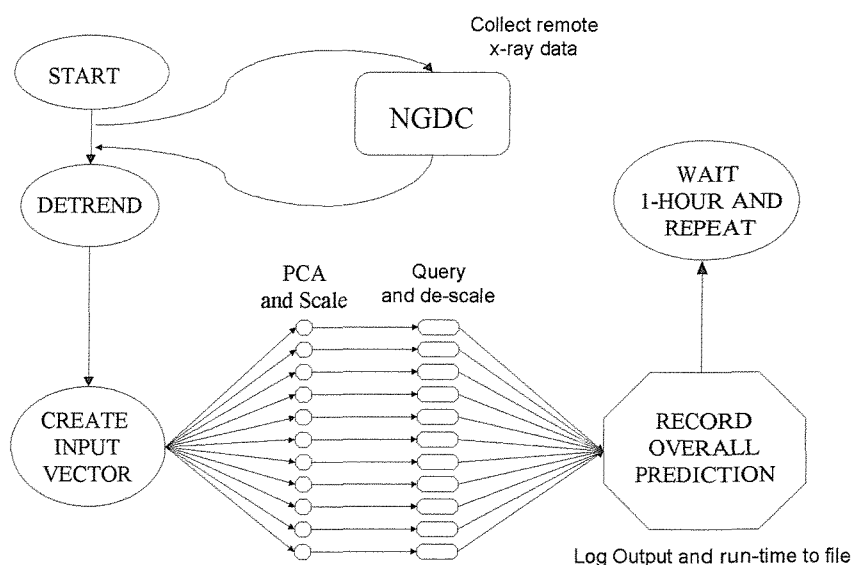 Collect remote
x-ray data
START
NGDC
DETREND
WAIT
1-HOUR AND
REPEAT
PCA
and Scale
Query
and de-scale
CREATE
INPUT
VECTOR
RECORD
OVERALL
PREDICTION
Log Output and run-time to file